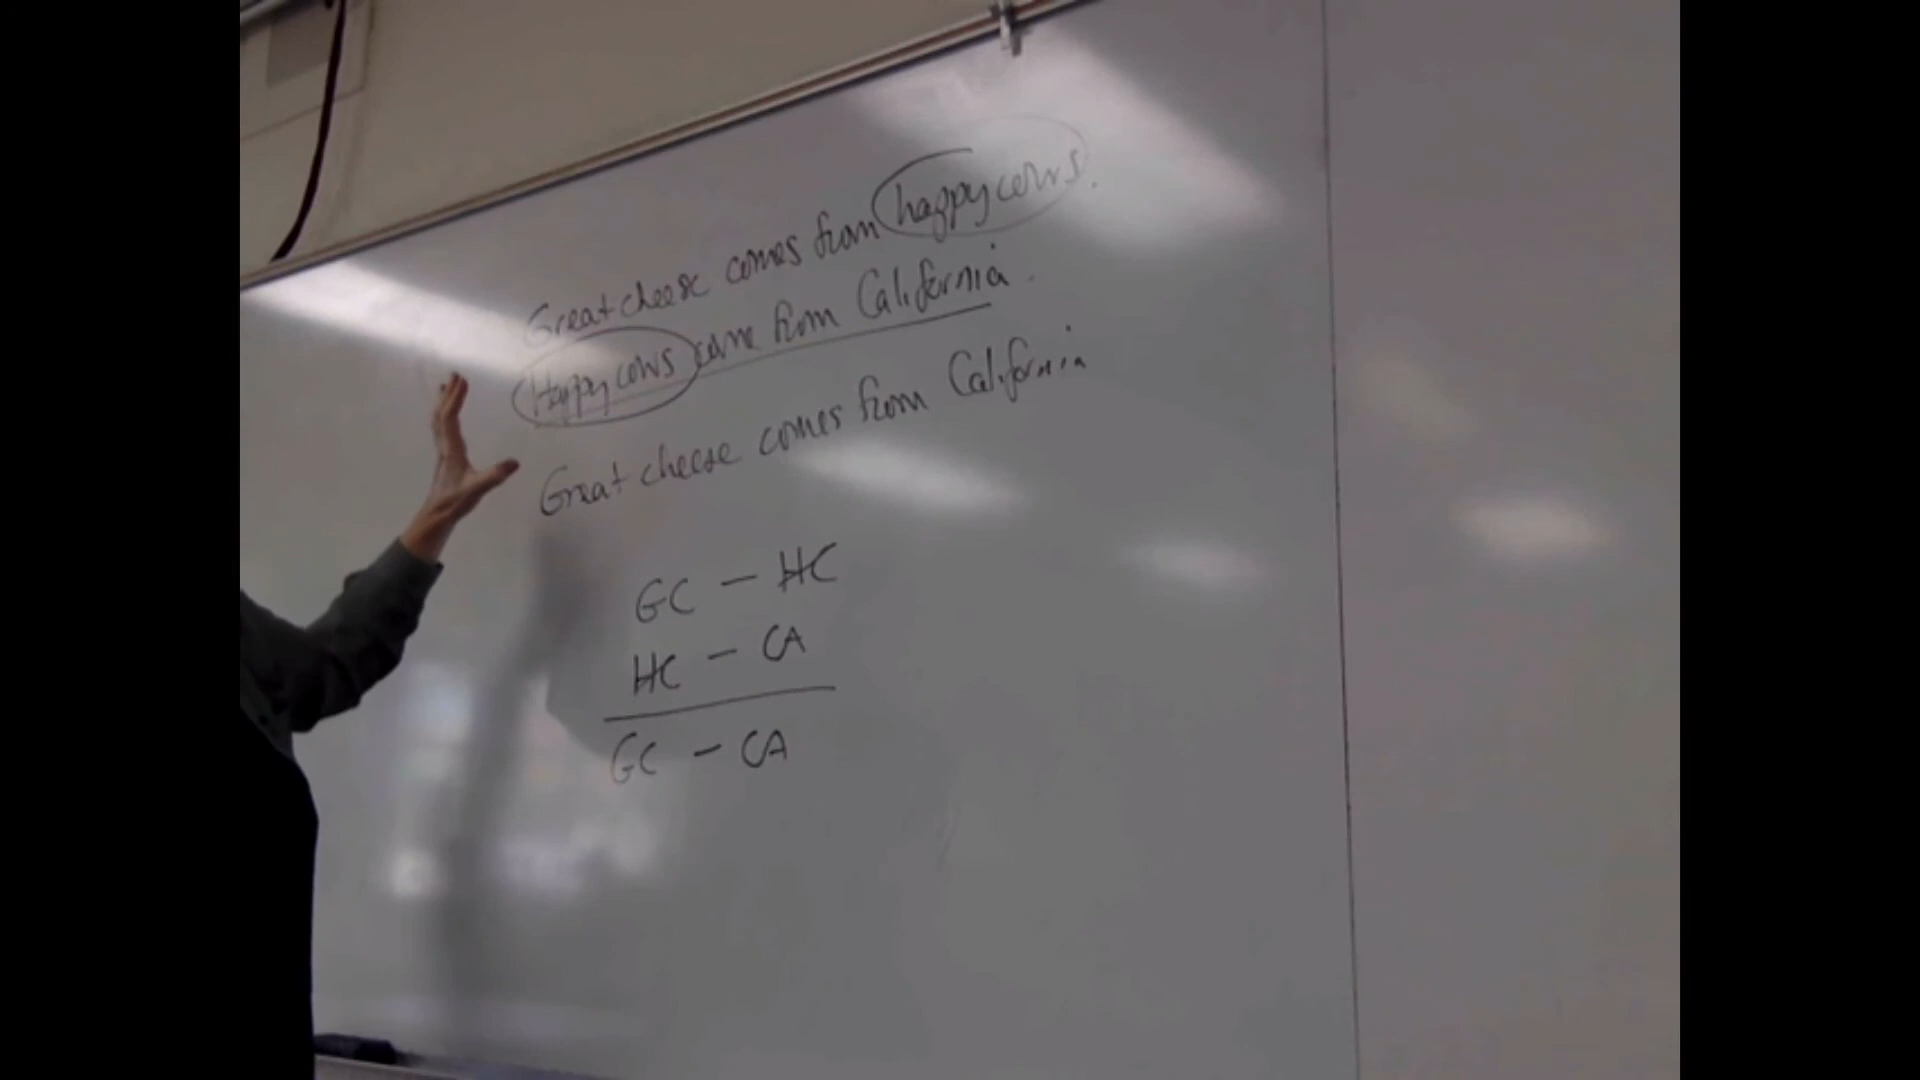 Great cheese comes from happy cows.
Happy cows come from California.
Great cheese comes from California
GC - HC
HC - CA
GC - CA